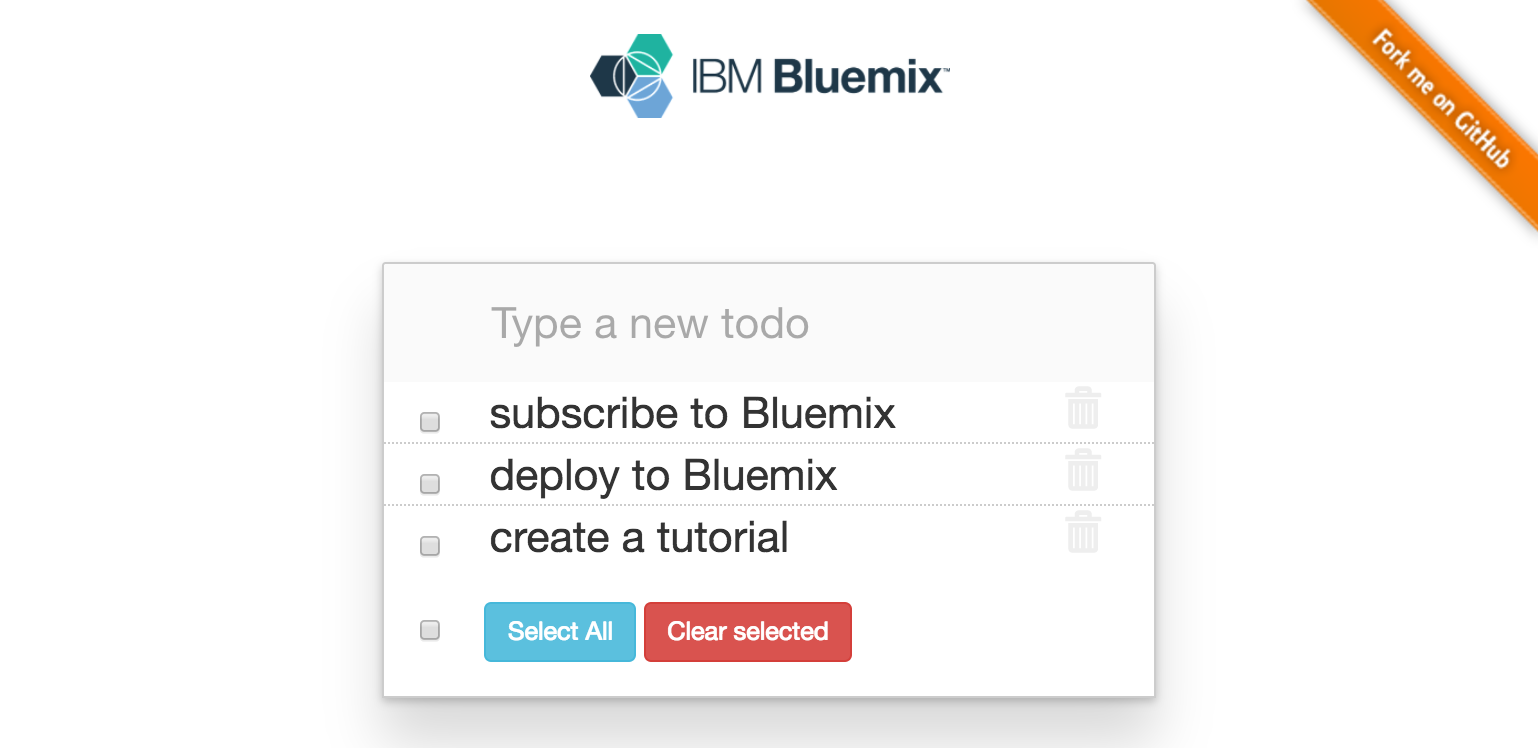 IBM Bluemix™
Fork me on GitHub
Type a new todo
subscribe to Bluemix
deploy to Bluemix
create a tutorial
Select All
Clear selected